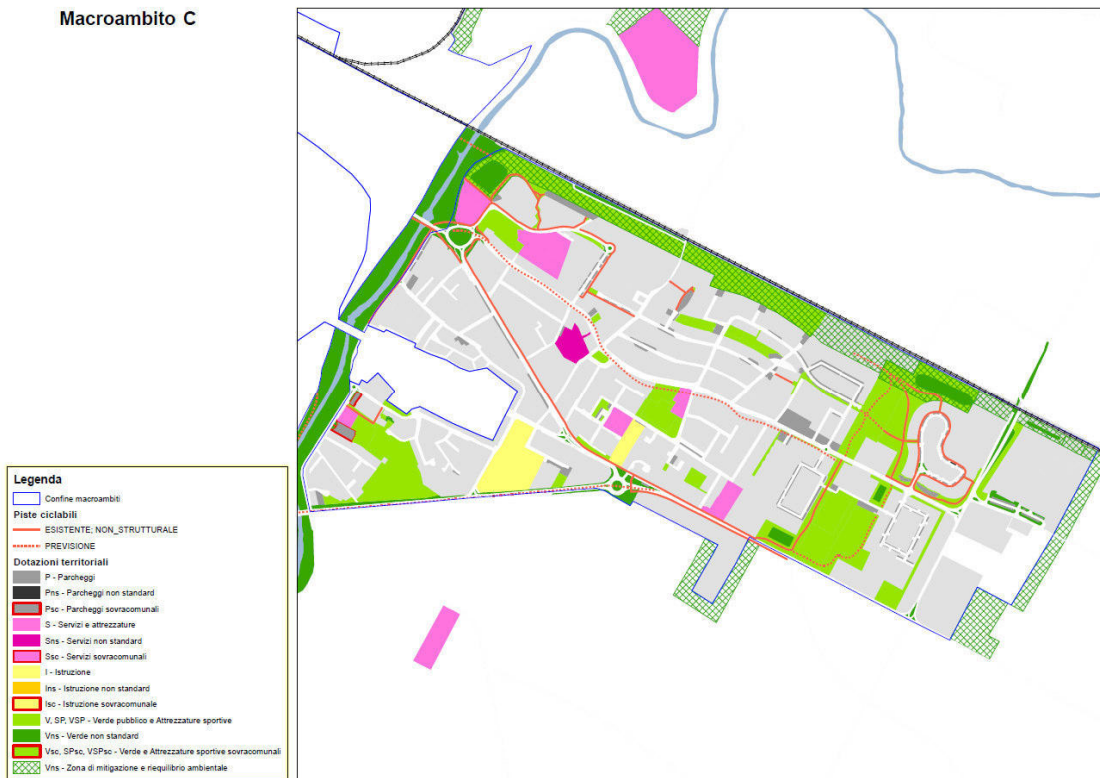 Macroambito C
Legenda
Confine macroambiti
Piste ciclabili
ESISTENTE; NON_STRUTTURALE
PREVISIONE
Dotazioni territoriali
P - Parcheggi
Pns - Parcheggi non standard
Psc - Parcheggi sovracomunali
S - Servizi e attrezzature
Sns - Servizi non standard
Ssc - Servizi sovracomunali
I - Istruzione
Ins - Istruzione non standard
Isc - Istruzione sovracomunale
V, SP, VSP - Verde pubblico e Attrezzature sportive
Vns - Verde non standard
Vsc, SPsc, VSPsc - Verde e Attrezzature sportive sovracomunali
Vns - Zona di mitigazione e riequilibrio ambientale